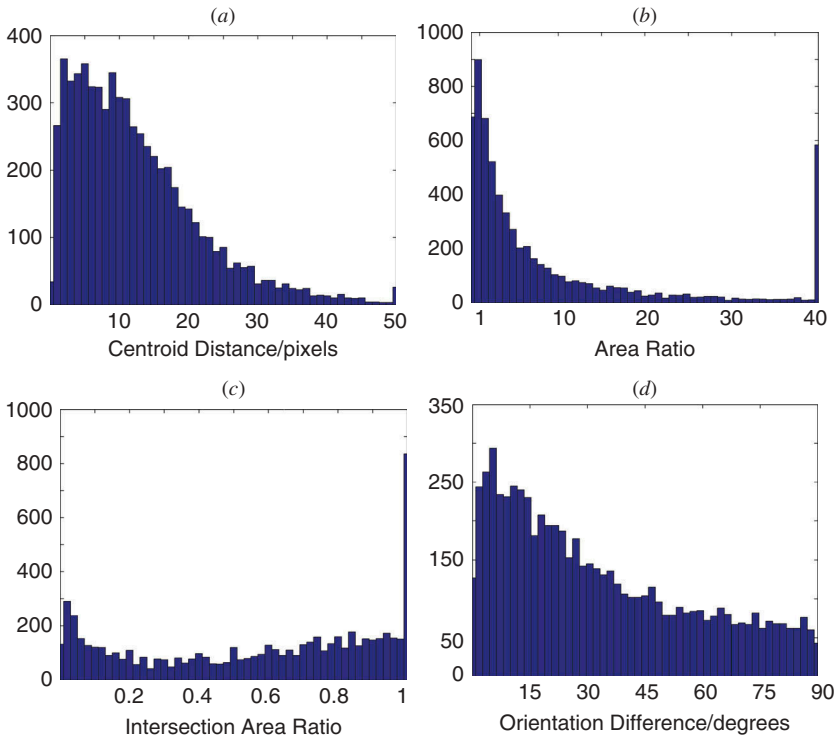 (a)
400
300
200
100
0
10 20 30 40 50
Centroid Distance/pixels
(b)
1000
800
600
400
200
0
1 10 20 30 40
Area Ratio
(c)
1000
800
600
400
200
0
0.2 0.4 0.6 0.8 1
Intersection Area Ratio
(d)
350
250
150
50
0
15 30 45 60 75 90
Orientation Difference/degrees